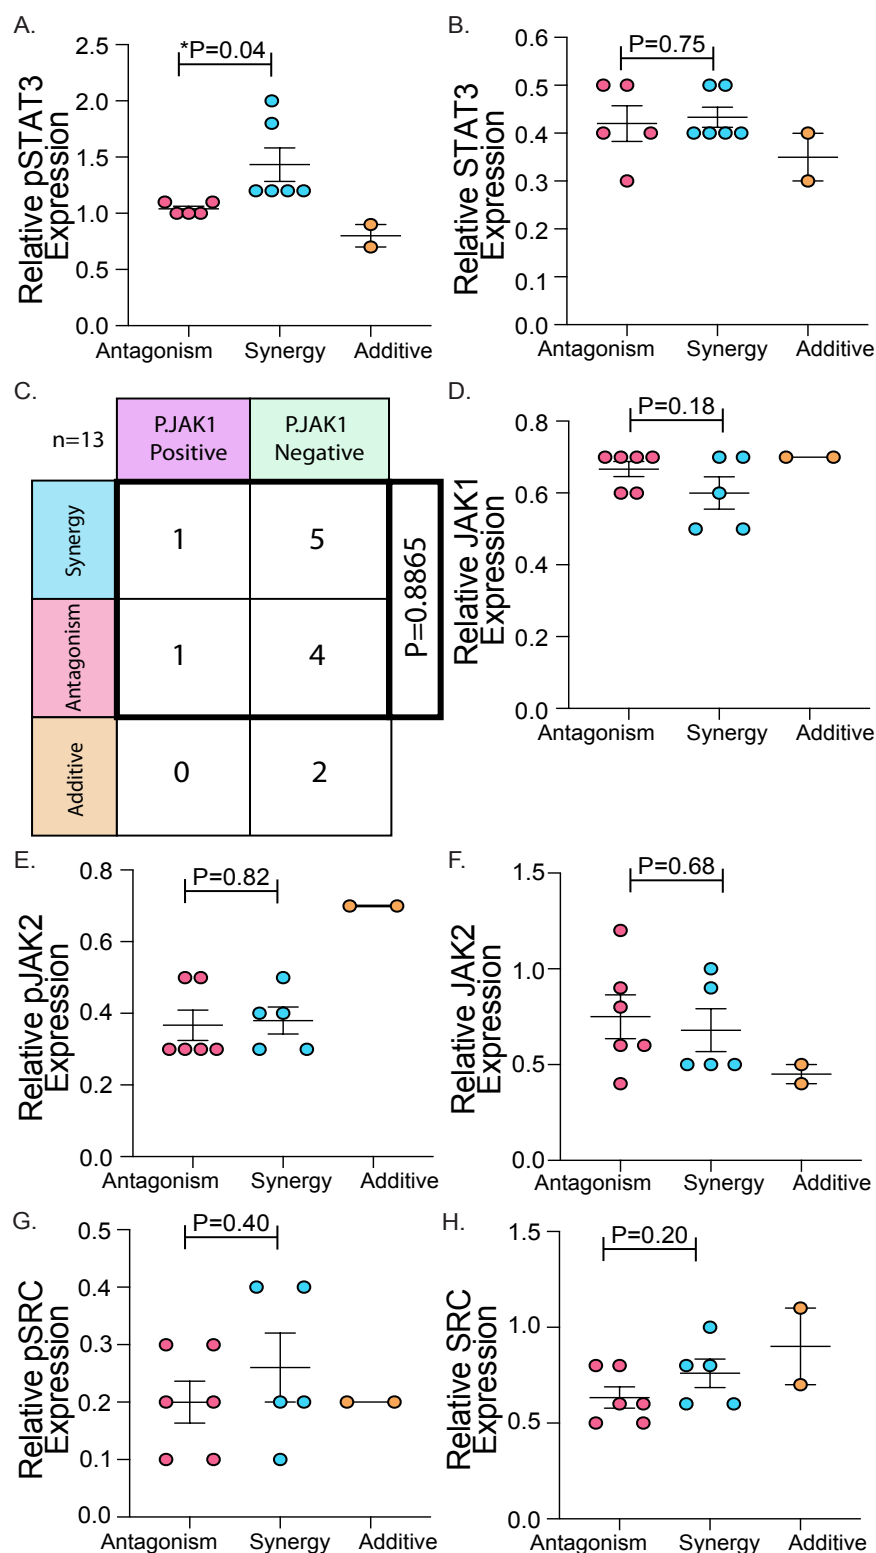 A.
*P=0.04
Relative pSTAT3
Expression
2.5
2.0
1.5
1.0
0.5
0.0
Antagonism Synergy Additive
B.
P=0.75
Relative STAT3
Expression
0.6
0.5
0.4
0.3
0.2
0.1
0.0
Antagonism Synergy Additive
C.
n=13
P.JAK1
Positive
P.JAK1
Negative
Synergy
1 5
Antagonism
1 4
Additive
0 2
P=0.8865
D.
P=0.18
Relative JAK1
Expression
0.8
0.6
0.4
0.2
0.0
Antagonism Synergy Additive
E.
P=0.82
Relative pJAK2
Expression
0.8
0.6
0.4
0.2
0.0
Antagonism Synergy Additive
F.
P=0.68
Relative JAK2
Expression
1.5
1.0
0.5
0.0
Antagonism Synergy Additive
G.
P=0.40
Relative pSRC
Expression
0.5
0.4
0.3
0.2
0.1
0.0
Antagonism Synergy Additive
H.
P=0.20
Relative SRC
Expression
1.5
1.0
0.5
0.0
Antagonism Synergy Additive